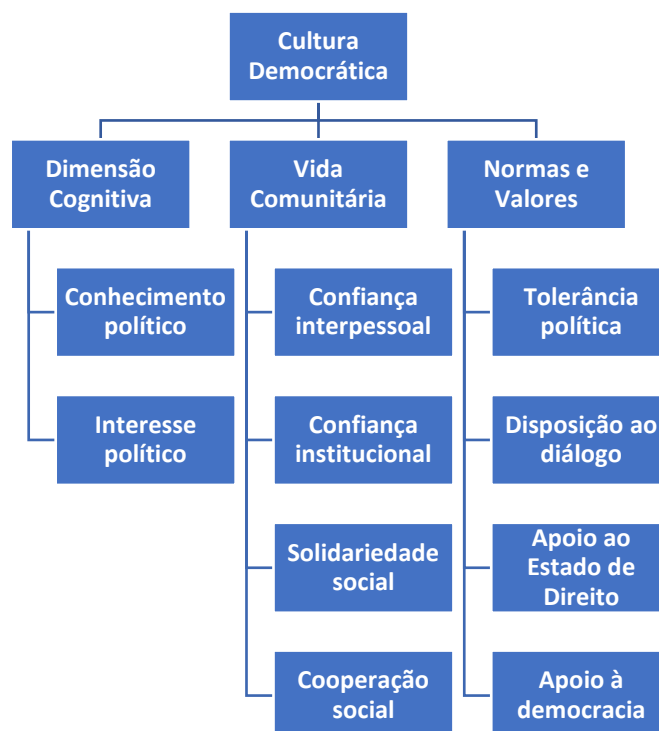 Cultura
Democrática
Dimensão
Cognitiva
Vida
Comunitária
Normas e
Valores
Conhecimento
político
Interesse
político
Confiança
interpessoal
Confiança
institucional
Solidariedade
social
Cooperação
social
Tolerância
política
Disposição ao
diálogo
Apoio ao
Estado de
Direito
Apoio à
democracia